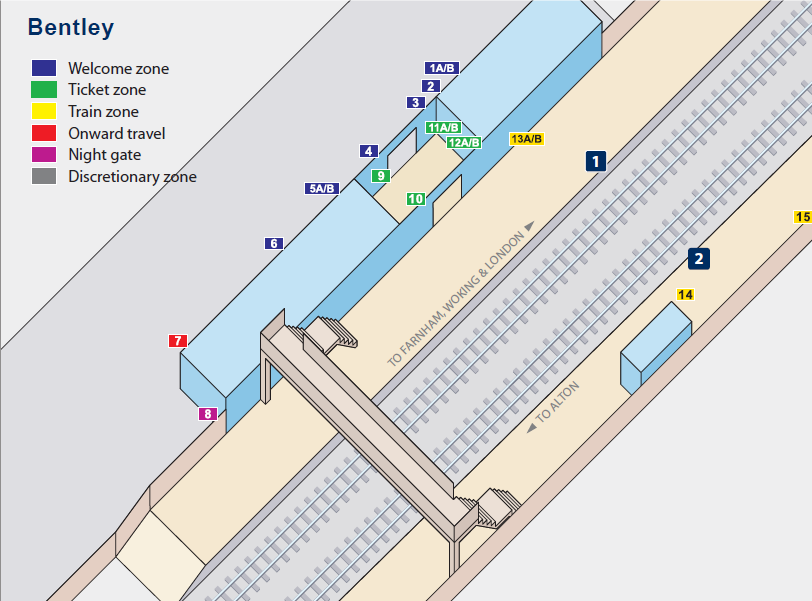 Bentley
Welcome zone
Ticket zone
Train zone
Onward travel
Night gate
Discretionary zone
1A/B
2
3
11A/B
12A/B
13A/B
4
1
9
5A/B
10
15
6
2
TO FARNHAM, WOKING & LONDON
14
7
TO ALTON
8